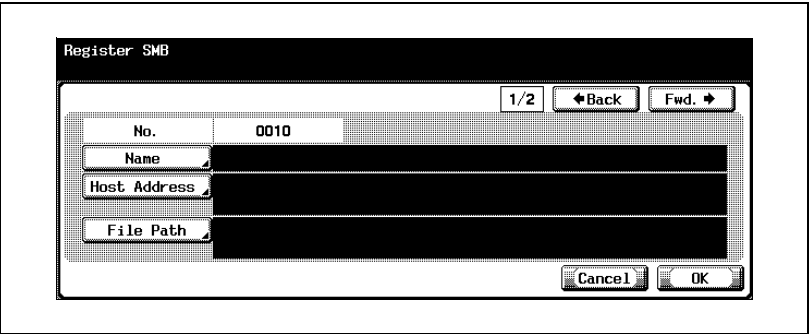 Register SMB
1/2 ←Back Fwd. →
No. 0010
Name
Host Address
File Path
Cancel OK